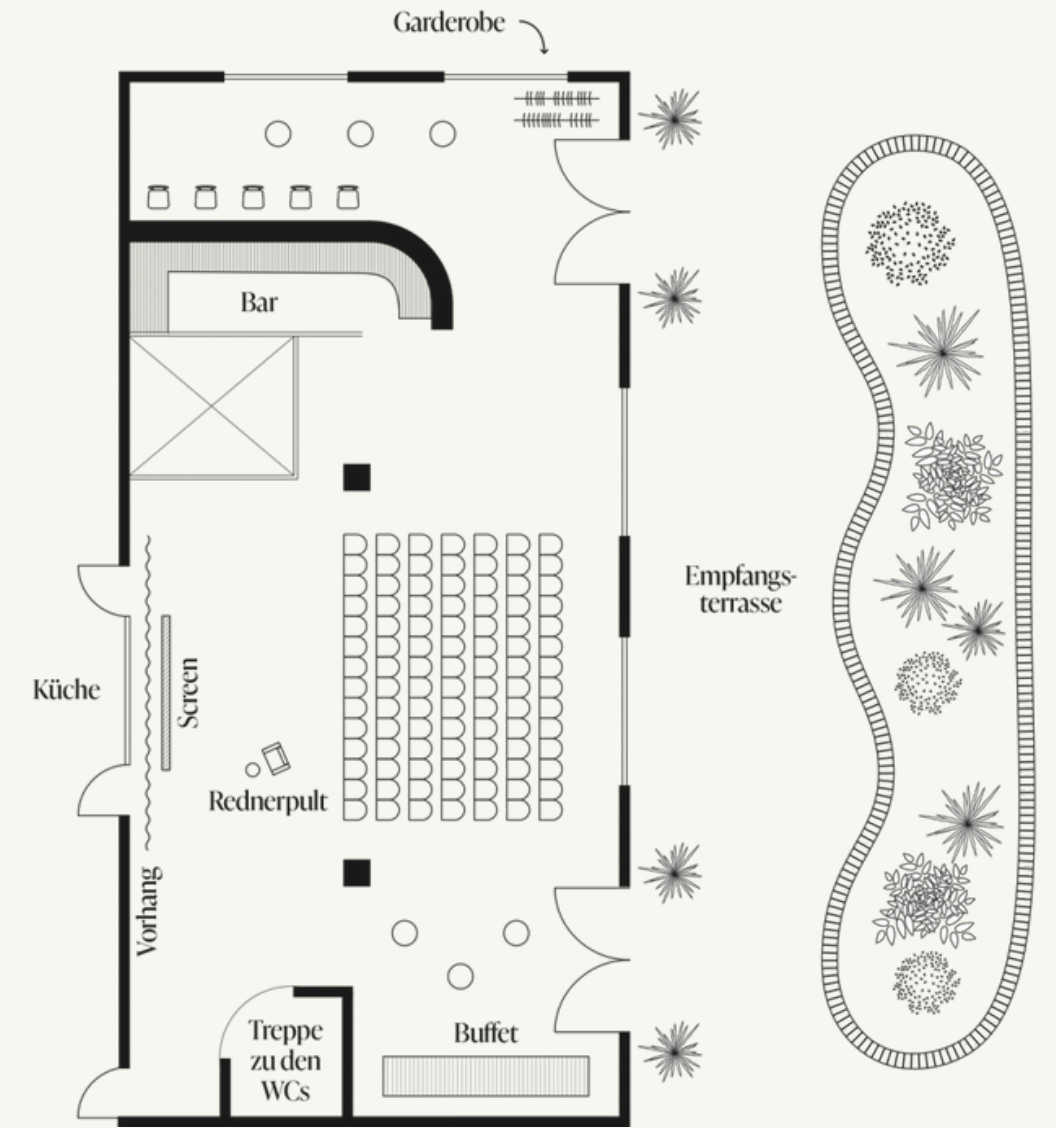 Garderobe
Bar
Empfangs-
terrasse
Küche
Screen
Rednerpult
Vorhang
Treppe
zu den
WCs
Buffet